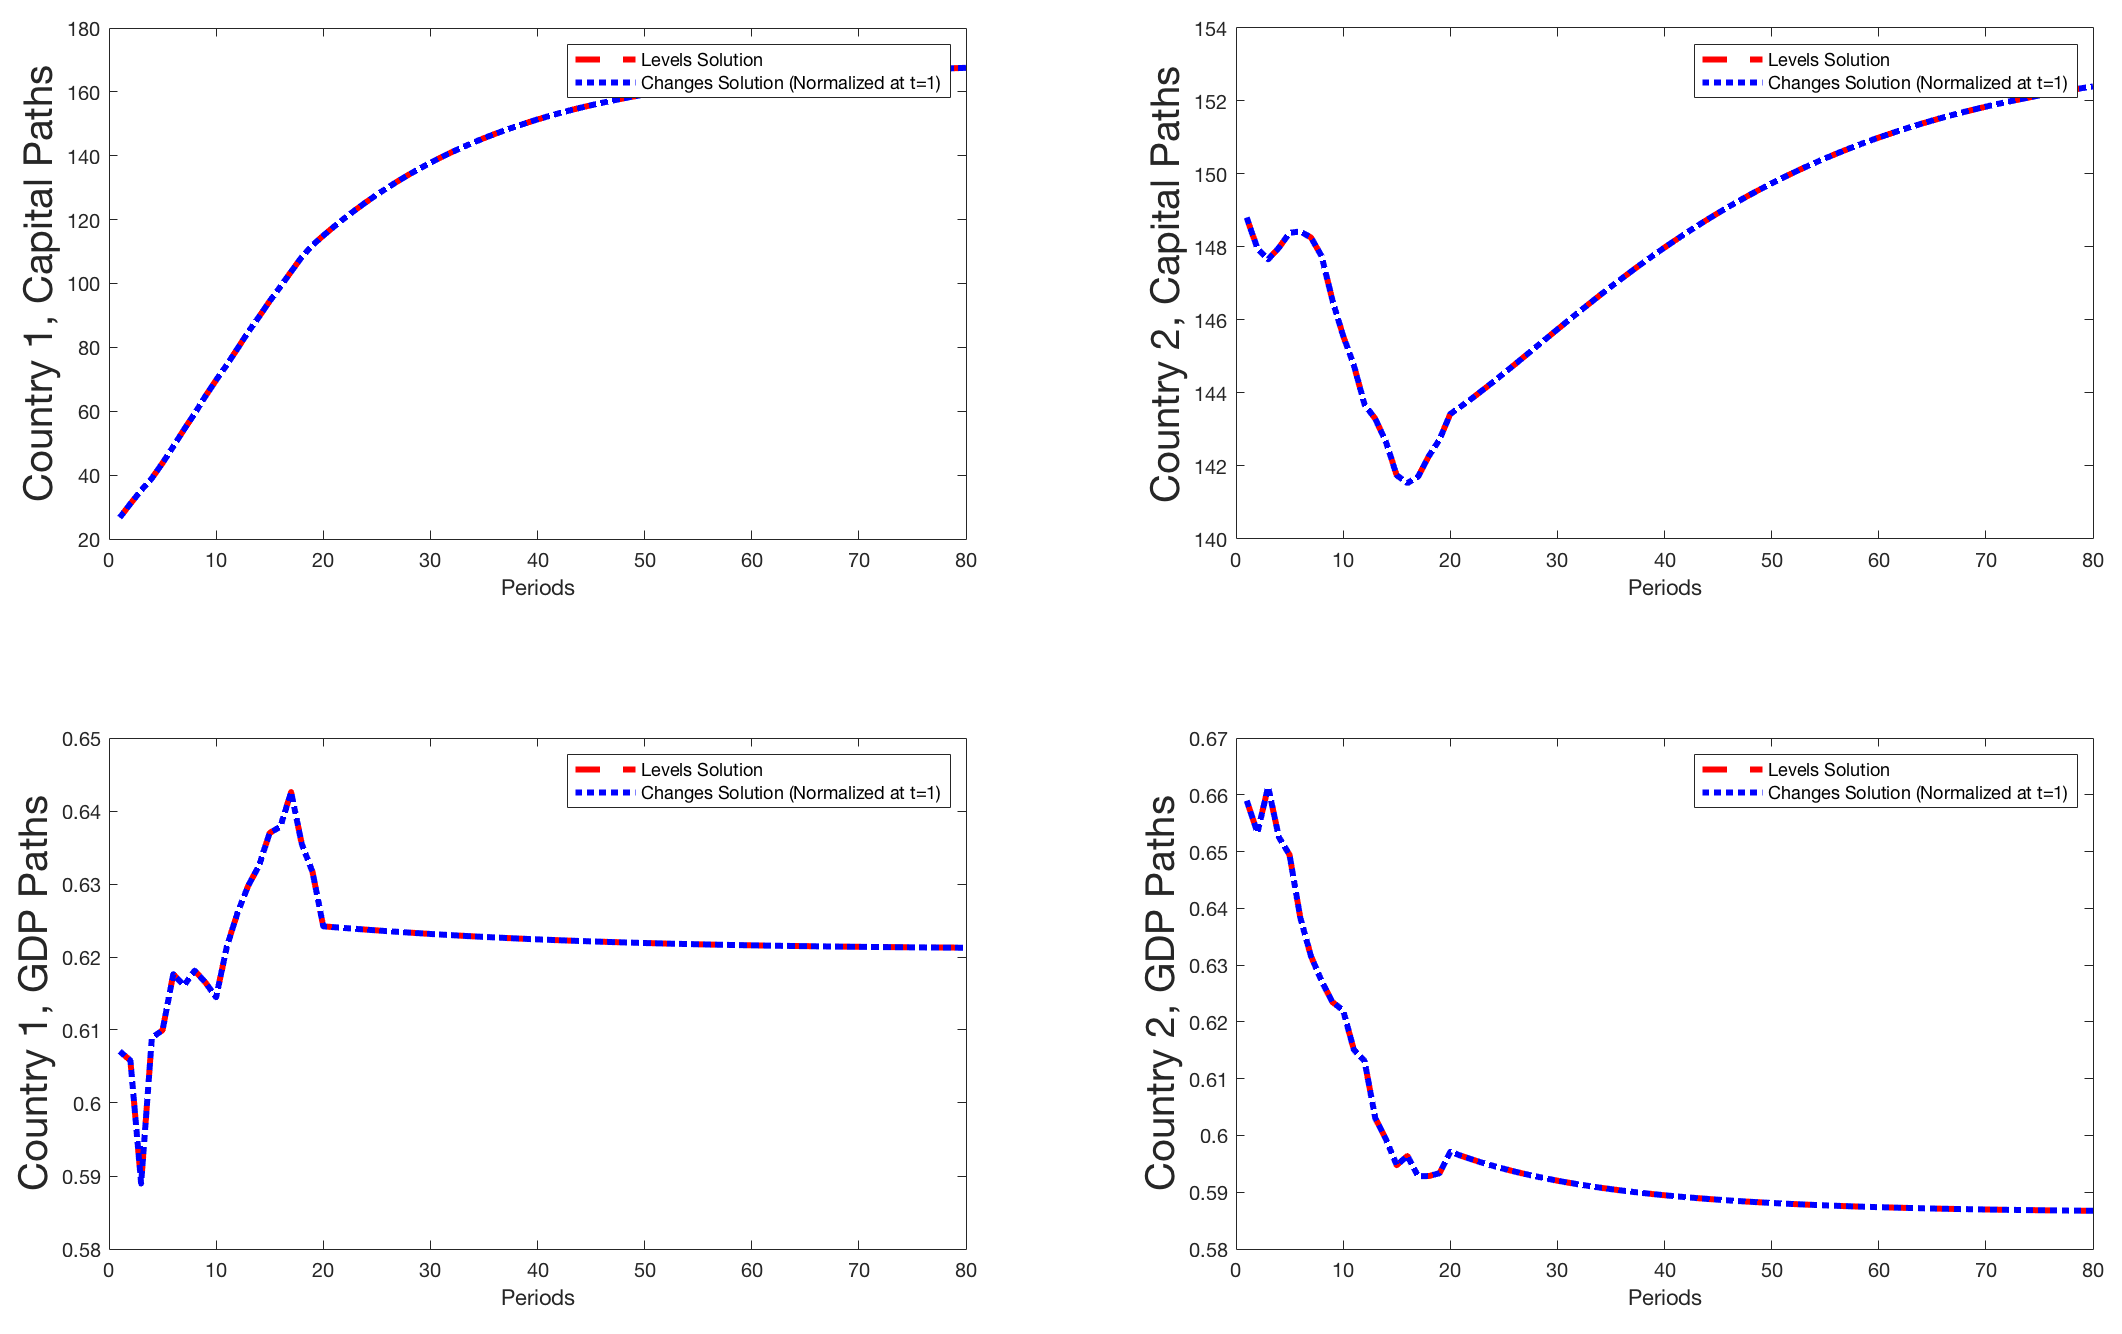 Country 1, Capital Paths
180
160
140
120
100
80
60
40
20
0 10 20 30 40 50 60 70 80
Periods
Levels Solution
Changes Solution (Normalized at t=1)
Country 2, Capital Paths
154
152
150
148
146
144
142
140
0 10 20 30 40 50 60 70 80
Periods
Levels Solution
Changes Solution (Normalized at t=1)
Country 1, GDP Paths
0.65
0.64
0.63
0.62
0.61
0.6
0.59
0.58
0 10 20 30 40 50 60 70 80
Periods
Levels Solution
Changes Solution (Normalized at t=1)
Country 2, GDP Paths
0.67
0.66
0.65
0.64
0.63
0.62
0.61
0.6
0.59
0.58
0 10 20 30 40 50 60 70 80
Periods
Levels Solution
Changes Solution (Normalized at t=1)